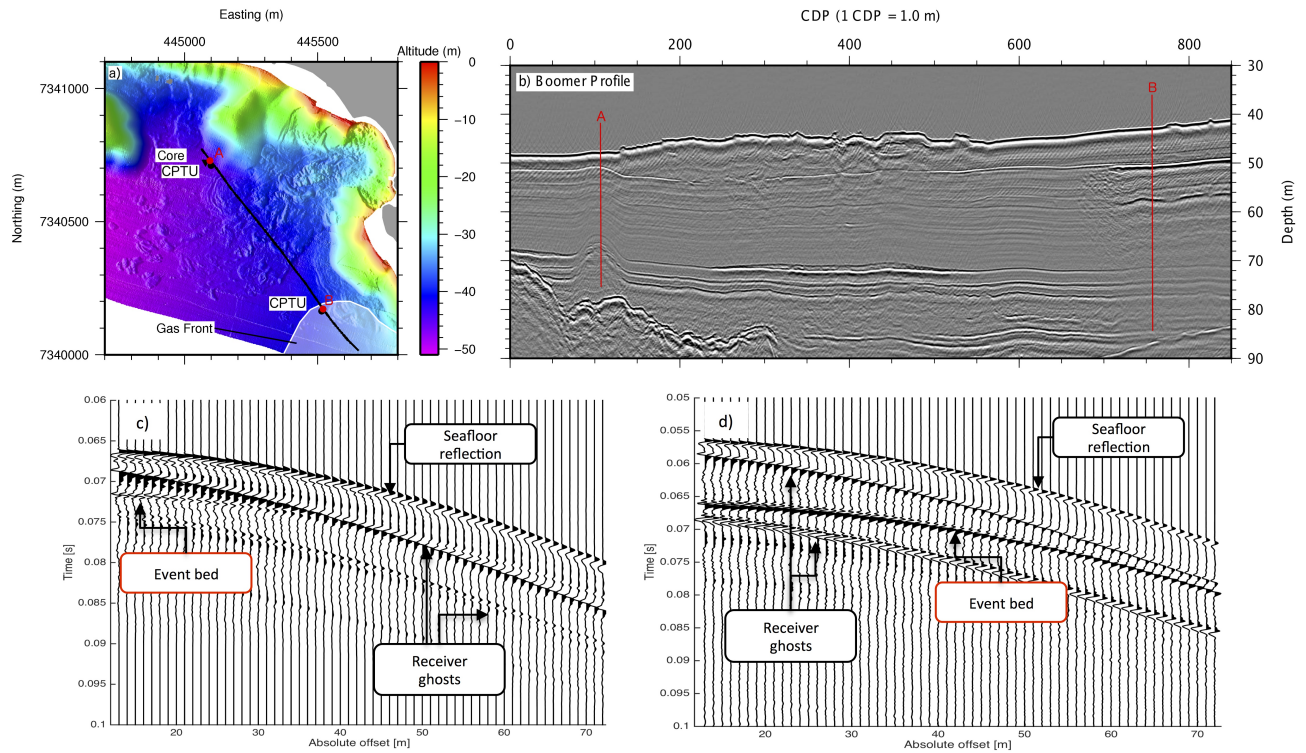 Easting (m)
445000 445500
Altitude (m)
a)
7341000
7340500
7340000
Northing (m)
Core
A
CPTU
CPTU
B
Gas Front
0
−10
−20
−30
−40
−50
CDP (1 CDP = 1.0 m)
0 200 400 600 800
b) Boomer Profile
A
B
30
40
50
60
70
80
90
Depth (m)
c)
0.06
0.065
0.07
0.075
0.08
0.085
0.09
0.095
0.1
Time [s]
Seafloor
reflection
Event bed
Receiver
ghosts
20 30 40 50 60 70
Absolute offset [m]
d)
0.05
0.055
0.06
0.065
0.07
0.075
0.08
0.085
0.09
0.095
0.1
Time [s]
Seafloor
reflection
Event bed
Receiver
ghosts
20 30 40 50 60 70
Absolute offset [m]